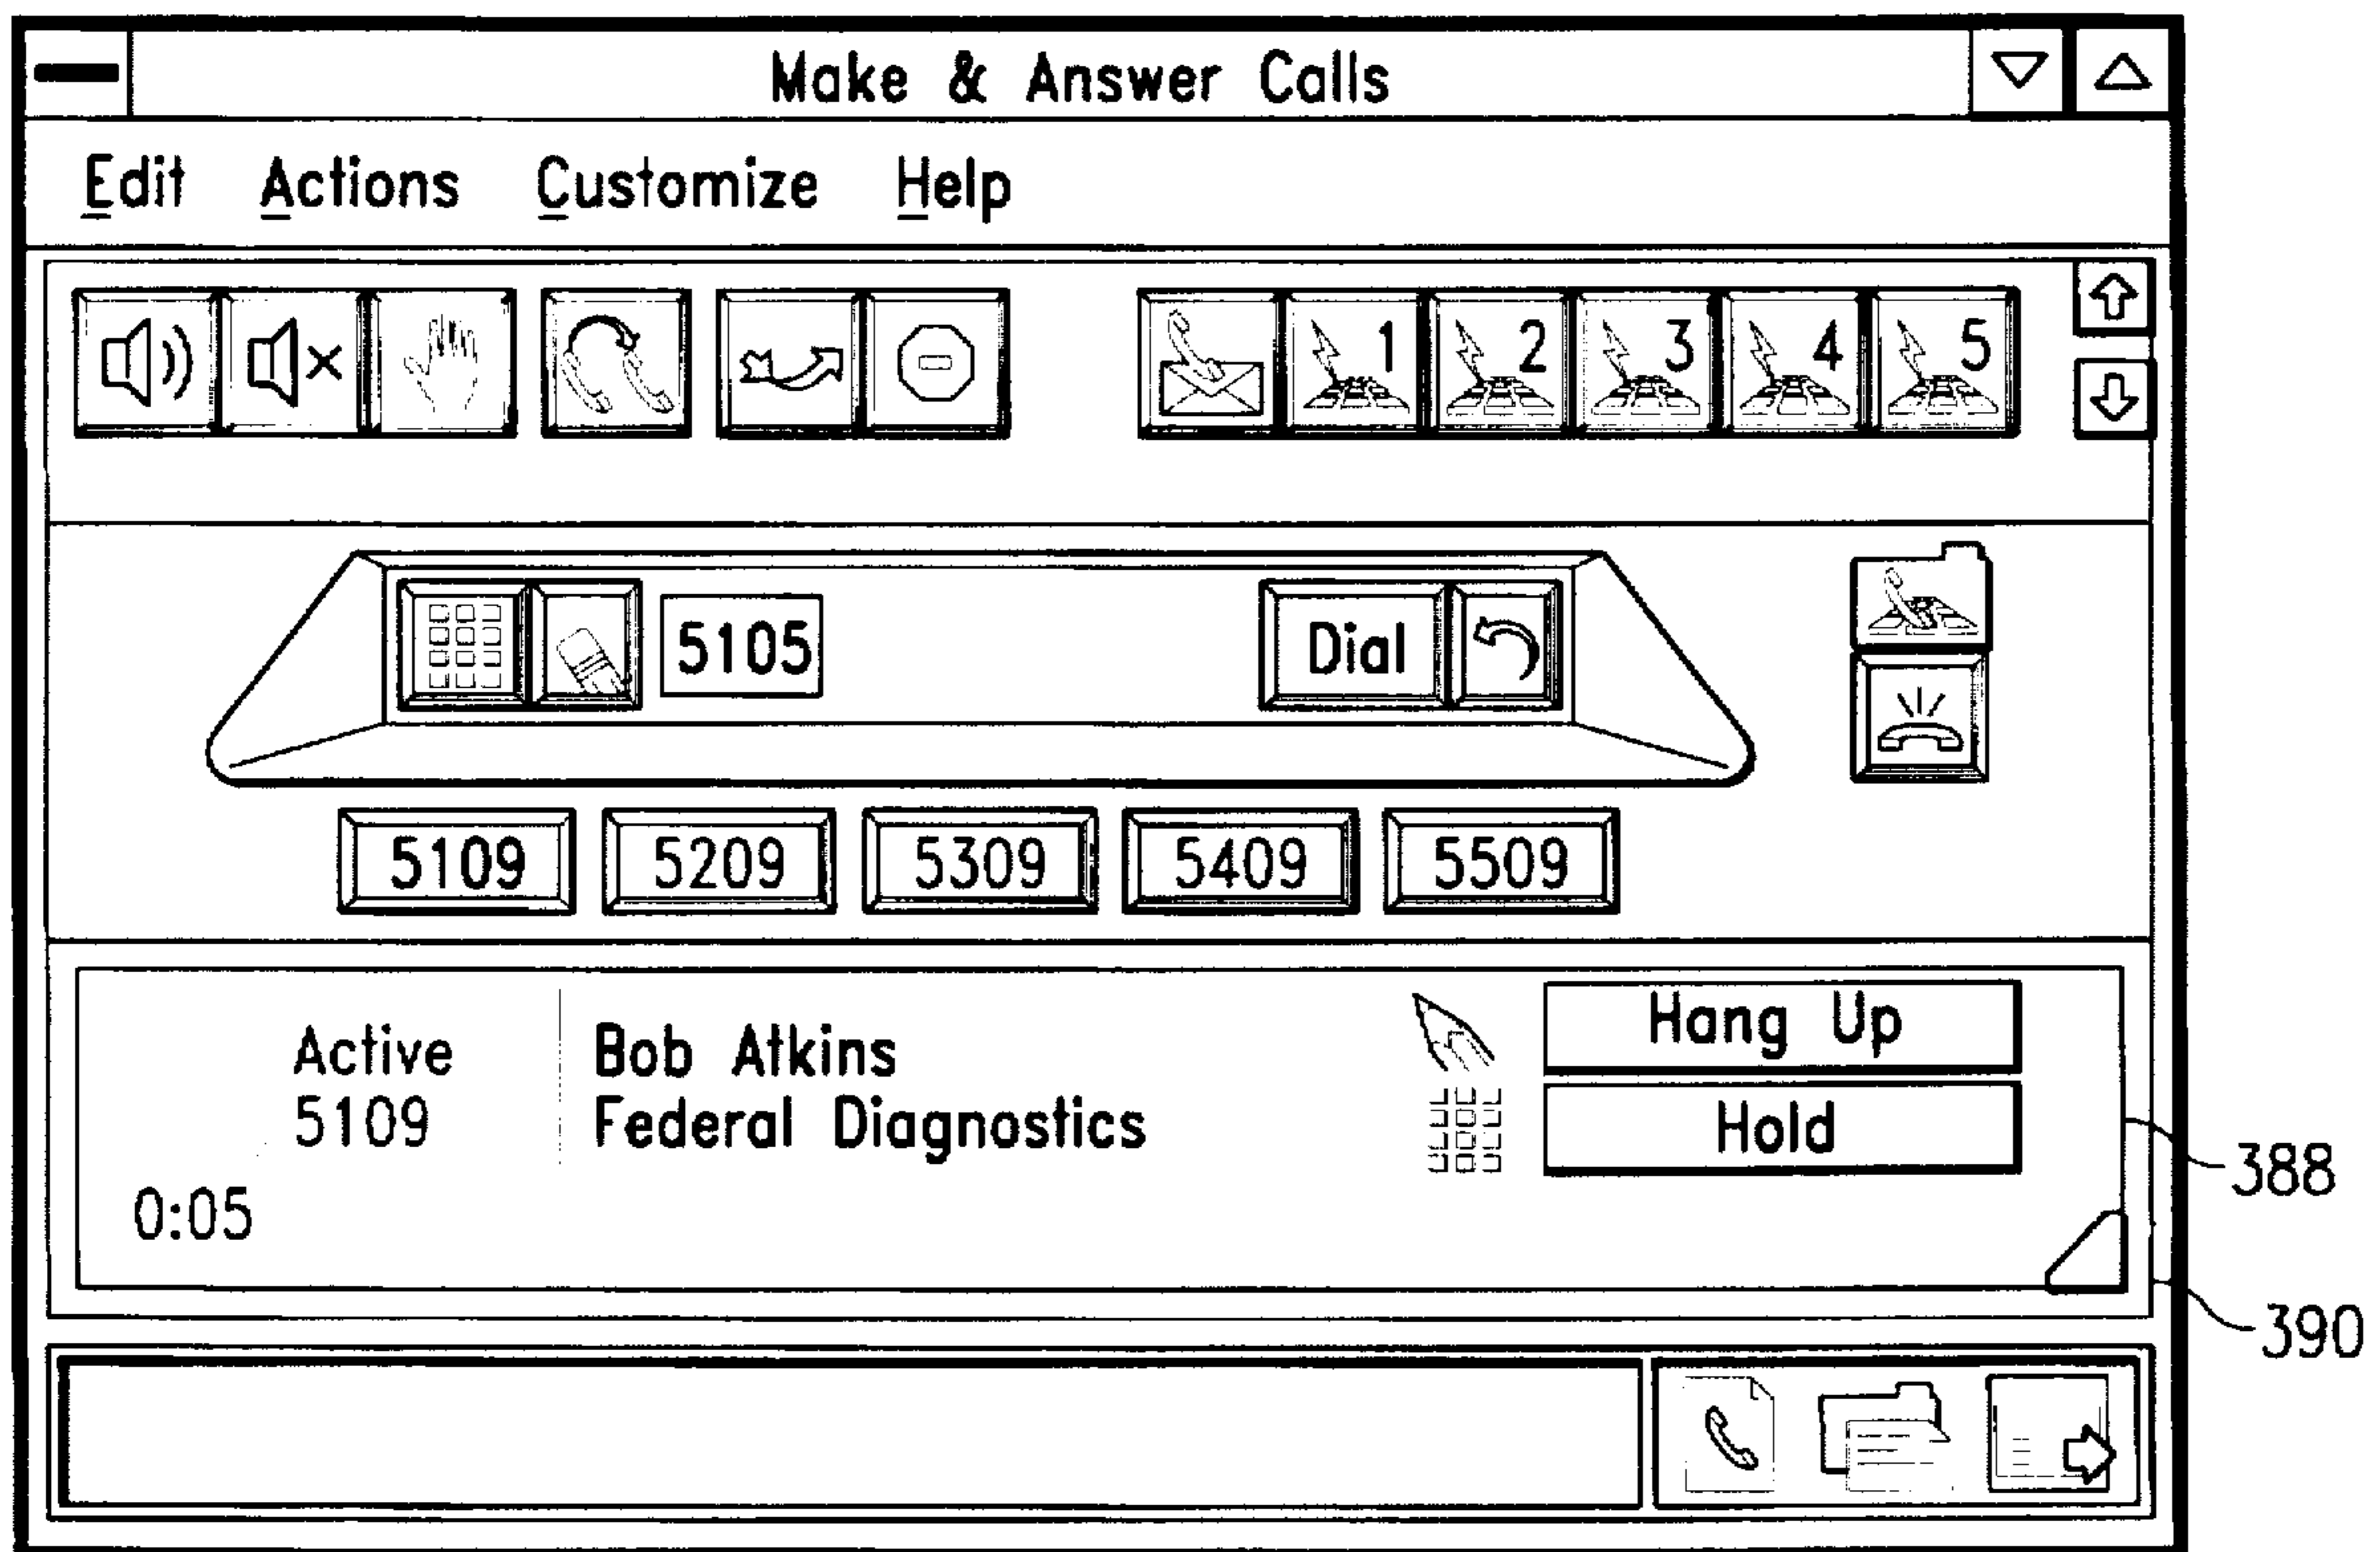 Make & Answer Calls
Edit Actions Customize Help
1 2 3 4 5
5105 Dial
5109 5209 5309 5409 5509
Active Bob Atkins Hang Up
5109 Federal Diagnostics Hold
388
0:05
390